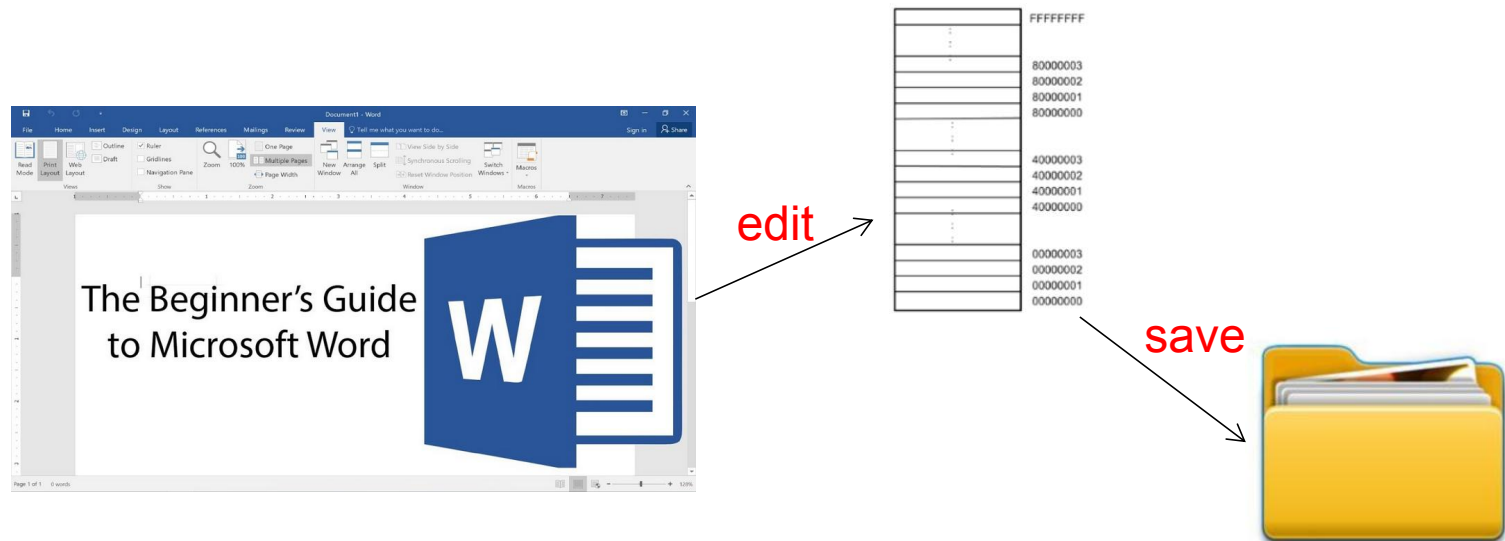 Document1 - Word
File Home Insert Design Layout References Mailings Review View Tell me what you want to do... Sign in Share
Read Mode
Print Layout
Web Layout
Outline
Draft
Views
Ruler
Gridlines
Navigation Pane
Show
Zoom
100%
One Page
Multiple Pages
Page Width
Zoom
New Window
Arrange All
Split
View Side by Side
Synchronous Scrolling
Reset Window Position
Window
Switch Windows
Macros
Macros
The Beginner's Guide
to Microsoft Word
W
Page 1 of 1 0 words
120%
edit
FFFFFFFF
80000003
80000002
80000001
80000000
40000003
40000002
40000001
40000000
00000003
00000002
00000001
00000000
save